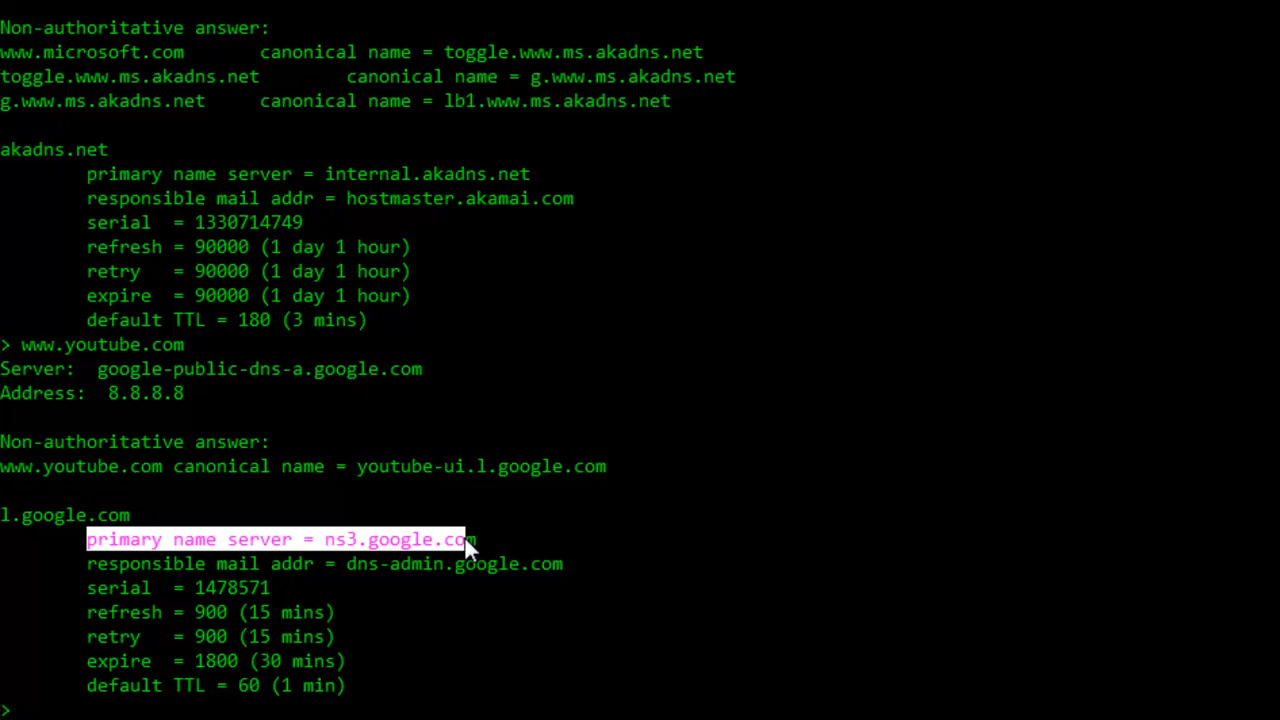 Non-authoritative answer:
www.microsoft.com       canonical name = toggle.www.ms.akadns.net
toggle.www.ms.akadns.net        canonical name = g.www.ms.akadns.net
g.www.ms.akadns.net     canonical name = lb1.www.ms.akadns.net
akadns.net
        primary name server = internal.akadns.net
        responsible mail addr = hostmaster.akamai.com
        serial  = 1330714749
        refresh = 90000 (1 day 1 hour)
        retry   = 90000 (1 day 1 hour)
        expire  = 90000 (1 day 1 hour)
        default TTL = 180 (3 mins)
> www.youtube.com
Server:  google-public-dns-a.google.com
Address:  8.8.8.8
Non-authoritative answer:
www.youtube.com canonical name = youtube-ui.l.google.com
l.google.com
        primary name server = ns3.google.com
        responsible mail addr = dns-admin.google.com
        serial  = 1478571
        refresh = 900 (15 mins)
        retry   = 900 (15 mins)
        expire  = 1800 (30 mins)
        default TTL = 60 (1 min)
>